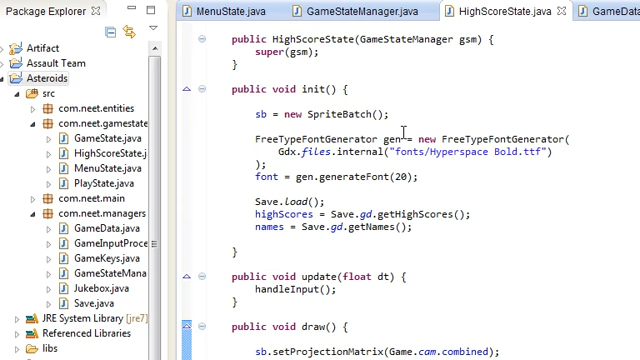 Package Explorer
Artifact
Assault Team
Asteroids
src
com.neet.entities
com.neet.gamestate
GameState.java
HighScoreState.j
MenuState.java
PlayState.java
com.neet.main
com.neet.managers
GameData.java
GameInputProce
GameKeys.java
GameStateMana
Jukebox.java
Save.java
JRE System Library [jre7]
Referenced Libraries
libs
MenuState.java
GameStateManager.java
HighScoreState.java
GameData
public HighScoreState(GameStateManager gsm) {
super(gsm);
}
public void init() {
sb = new SpriteBatch();
FreeTypeFontGenerator gen = new FreeTypeFontGenerator(
Gdx.files.internal("fonts/Hyperspace Bold.ttf")
);
font = gen.generateFont(20);
Save.load();
highScores = Save.gd.getHighScores();
names = Save.gd.getNames();
}
public void update(float dt) {
handleInput();
}
public void draw() {
sb.setProjectionMatrix(Game.cam.combined);